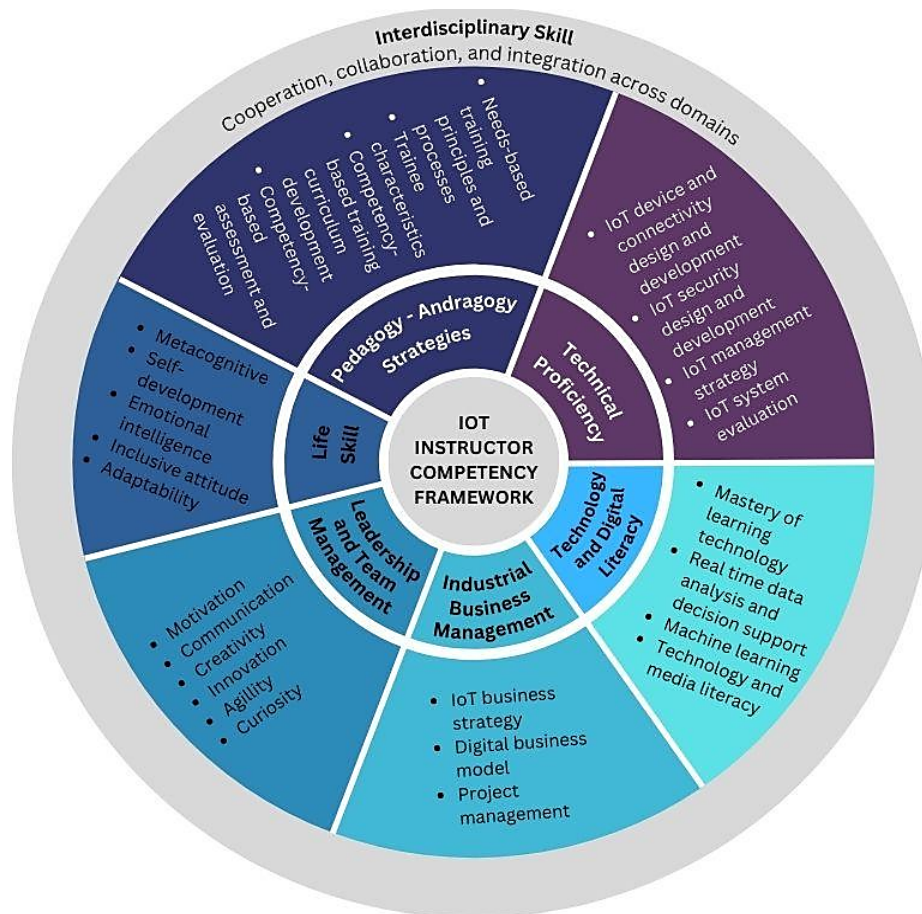 Interdisciplinary Skill
Cooperation, collaboration, and integration across domains
• Needs-based
training
principles and
processes
• Trainee
characteristics
• Competency-
based training
curriculum
development
• Competency-
based
assessment and
evaluation
Pedagogy - Andragogy
Strategies
• IoT device and
connectivity
design and
development
• IoT security
design and
development
• IoT management
strategy
• IoT system
evaluation
Technical
Proficiency
• Mastery of
learning
technology
• Real time data
analysis and
decision support
• Machine learning
• Technology and
media literacy
Technology
and Digital
Literacy
• IoT business
strategy
• Digital business
model
• Project
management
Industrial
Business
Management
• Motivation
• Communication
• Creativity
• Innovation
• Agillity
• Curiosity
Leadership
and Team
Management
• Metacognitive
• Self-
development
• Emotional
intelligence
• Inclusive attitude
• Adaptability
Life
Skill
IOT
INSTRUCTOR
COMPETENCY
FRAMEWORK